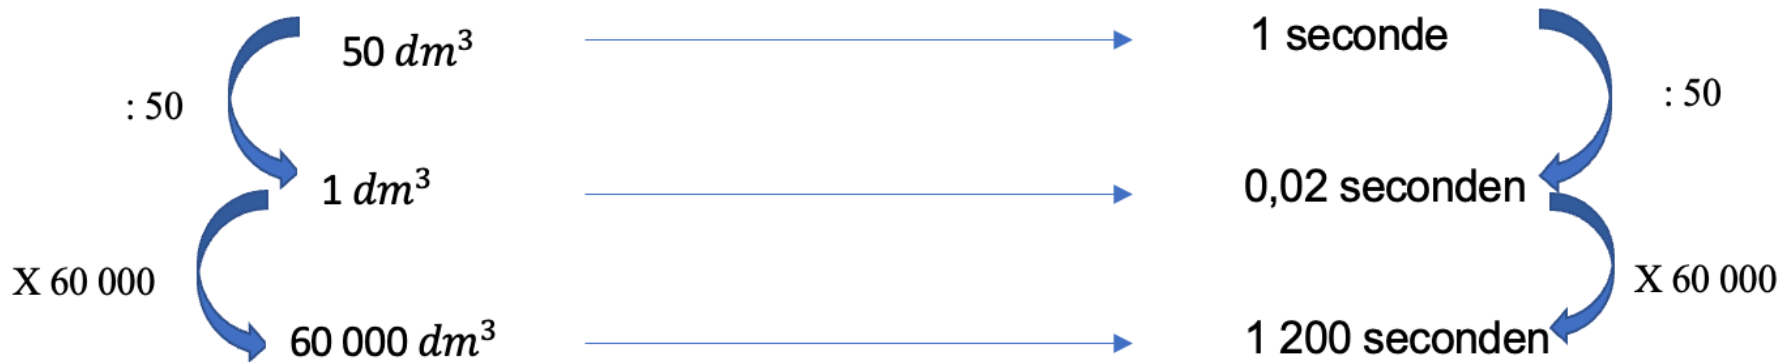 50 dm³ 1 seconde
: 50 : 50
1 dm³ 0,02 seconden
X 60 000 X 60 000
60 000 dm³ 1 200 seconden